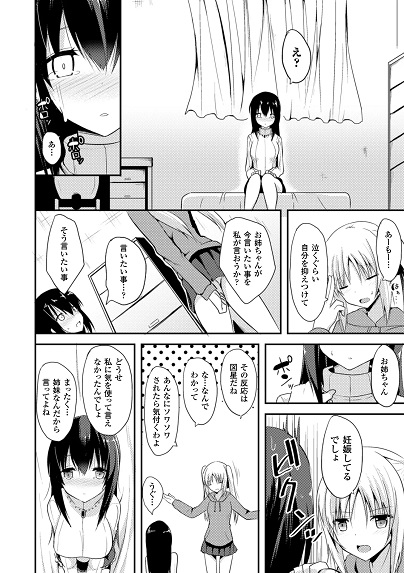 え？
ポロ
ポロ
あ…
あーもー…
泣くぐらい
自分を抑えつけて
お姉ちゃんが
今言いたい事を
私が言おうか？
言いたい事
…？
そう言いたい事
お姉ちゃん
妊娠してる
でしょ
ドクン
その反応は
図星だね
な…なんで
わかって
あんなにソワソワ
されたら気付くわよ
うぐ…
どうせ
私に気を使って言え
なかったんでしょ
まったく…
姉妹なんだから
言ってよね